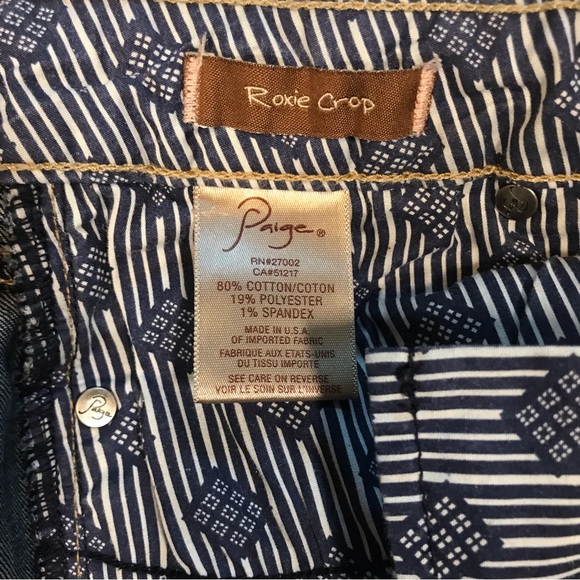 Roxie Crop
Paige®
RN#27002
CA#51217
80% COTTON/COTON
19% POLYESTER
1% SPANDEX
MADE IN U.S.A
OF IMPORTED FABRIC
FABRIQUE AUX ETATS-UNIS
DU TISSU IMPORTE
SEE CARE ON REVERSE
VOIR LE SOIN SUR L'INVERSE
Paige